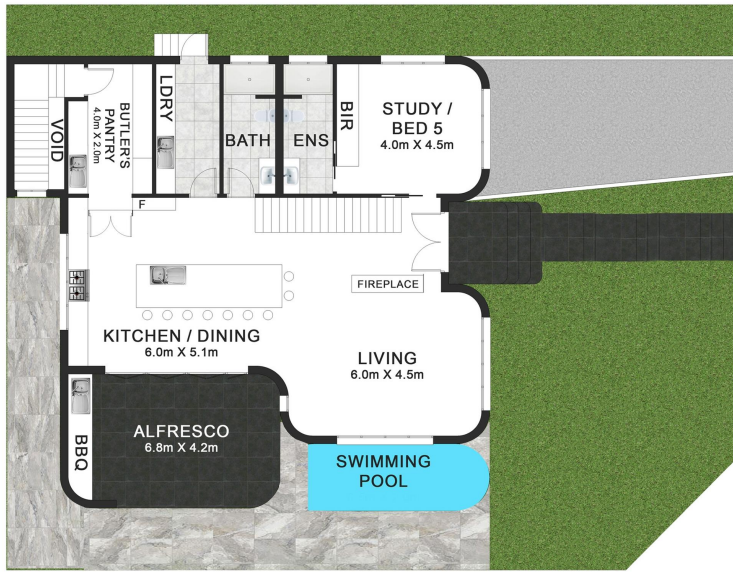 VOID
BUTLER'S
PANTRY
4.0m X 2.0m
LDRY
BATH
ENS
BIR
STUDY /
BED 5
4.0m X 4.5m
F
FIREPLACE
KITCHEN / DINING
6.0m X 5.1m
LIVING
6.0m X 4.5m
ALFRESCO
6.8m X 4.2m
BBQ
SWIMMING
POOL